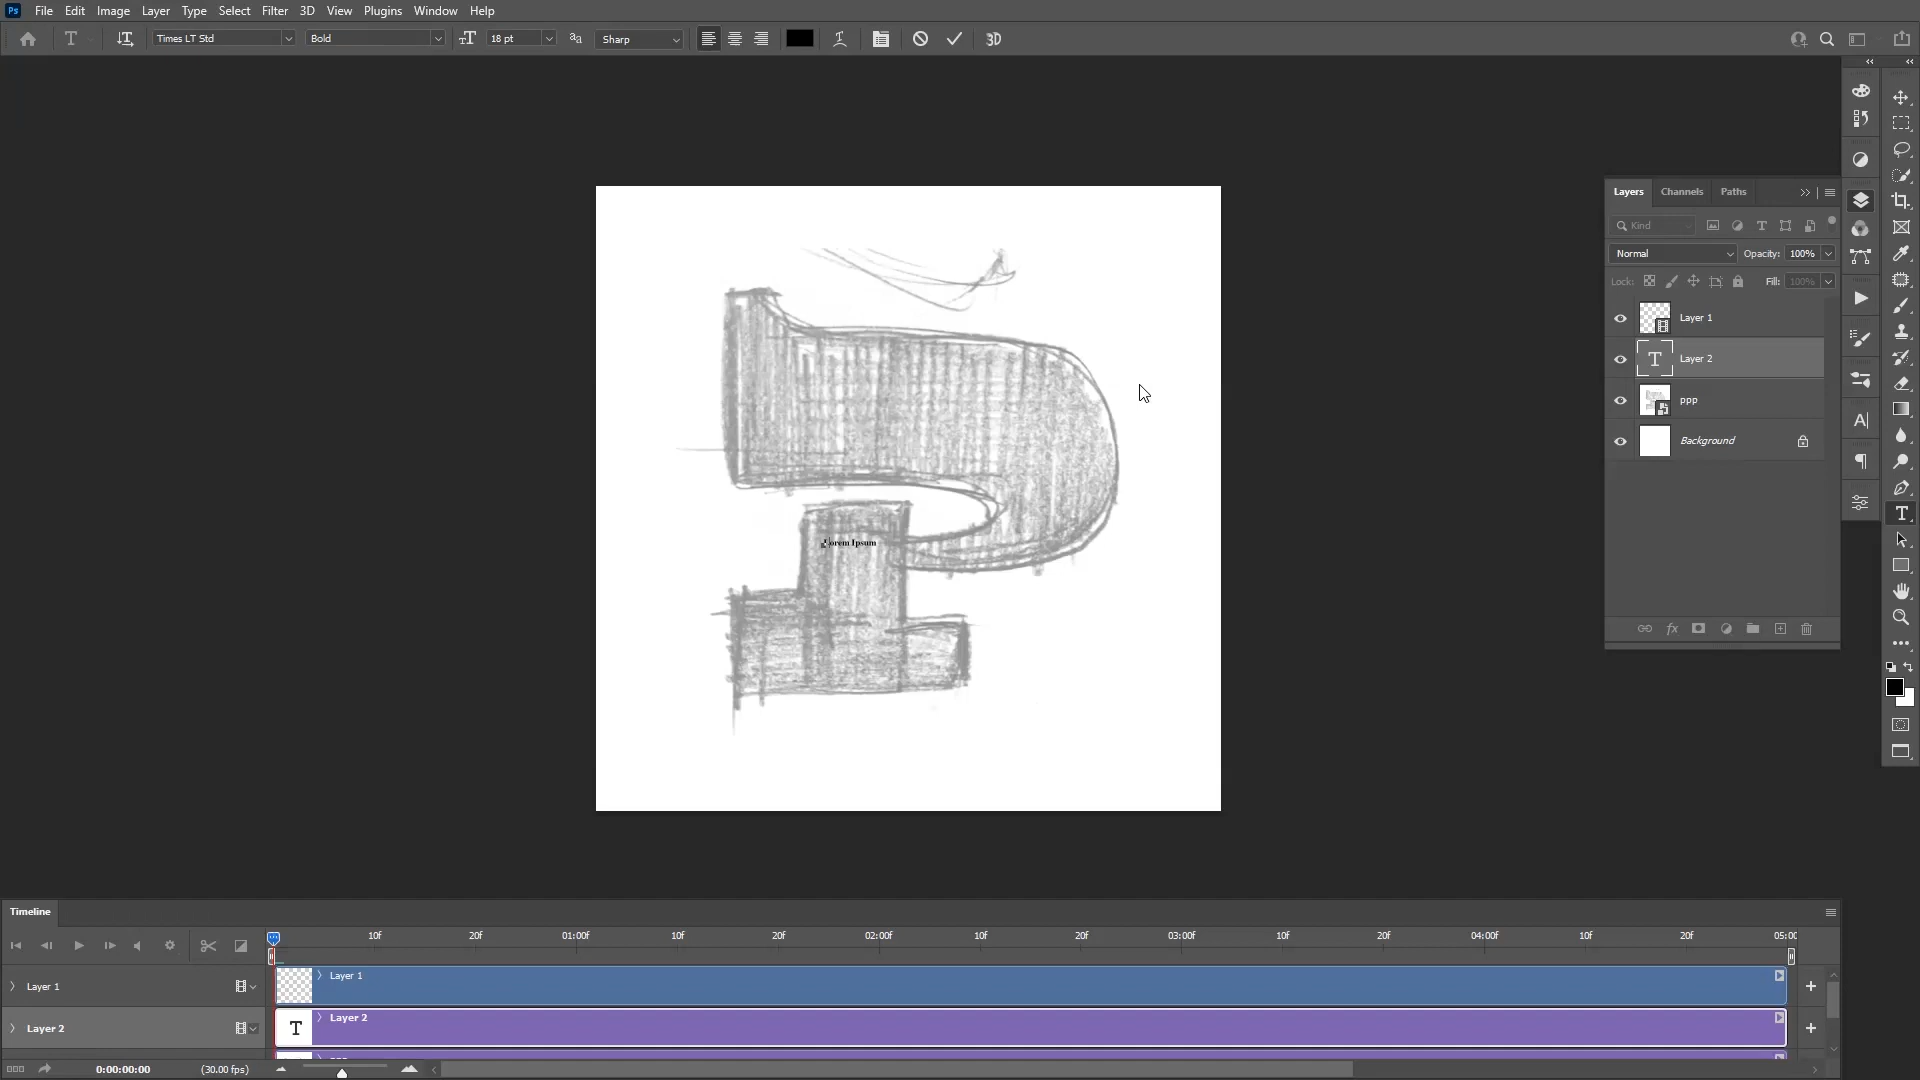 Ps File Edit Image Layer Type Select Filter 3D View Plugins Window Help
T Times LT Std Bold 18 pt aa Sharp 3D
Layers Channels Paths
Kind
Normal Opacity: 100%
Lock: Fill: 100%
Layer 1
T Layer 2
ppp
Background
Lorem Ipsum
Timeline
10f 20f 01:00f 10f 20f 02:00f 10f 20f 03:00f 10f 20f 04:00f 10f 20f 05:00
Layer 1 Layer 1
Layer 2 T Layer 2
0:00:00:00 (30.00 fps)